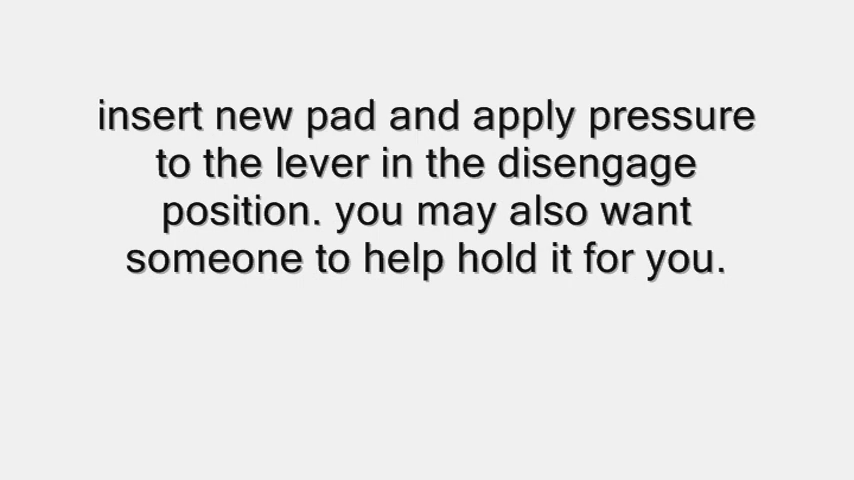 insert new pad and apply pressure
to the lever in the disengage
position. you may also want
someone to help hold it for you.